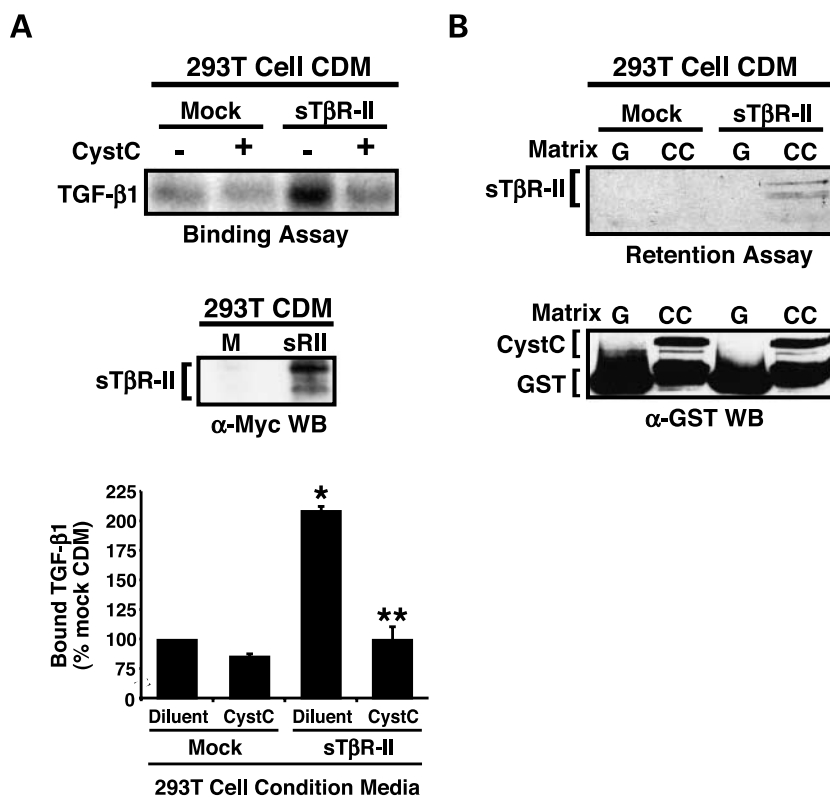 A
293T Cell CDM
Mock sTβR-II
CystC - + - +
TGF-β1
Binding Assay
293T CDM
M sRII
sTβR-II [
α-Myc WB
225
200
175
150
125
100
75
0
Bound TGF-β1
(% mock CDM)
*
**
Diluent CystC Diluent CystC
Mock sTβR-II
293T Cell Condition Media
B
293T Cell CDM
Mock sTβR-II
Matrix G CC G CC
sTβR-II [
Retention Assay
Matrix G CC G CC
CystC [
GST [
α-GST WB